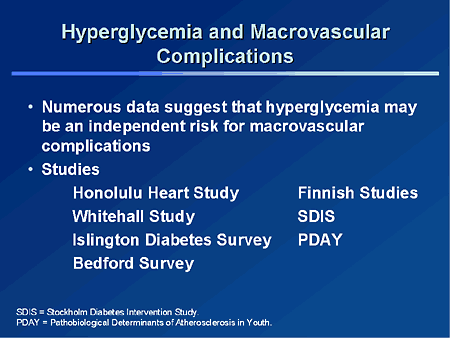 Hyperglycemia and Macrovascular
Complications
• Numerous data suggest that hyperglycemia may
be an independent risk for macrovascular
complications
• Studies
Honolulu Heart Study Finnish Studies
Whitehall Study SDIS
Islington Diabetes Survey PDAY
Bedford Survey
SDIS = Stockholm Diabetes Intervention Study.
PDAY = Pathobiological Determinants of Atherosclerosis in Youth.